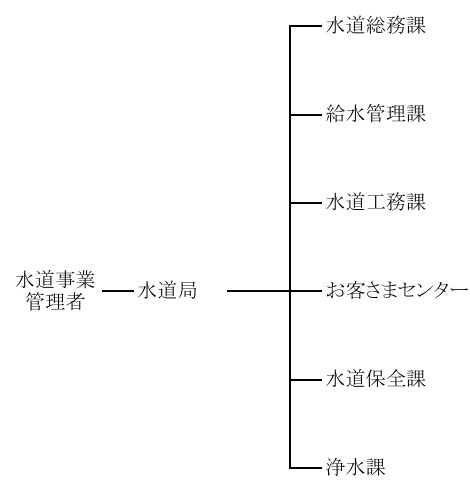 水道事業
管理者
水道局
水道総務課
給水管理課
水道工務課
お客さまセンター
水道保全課
浄水課